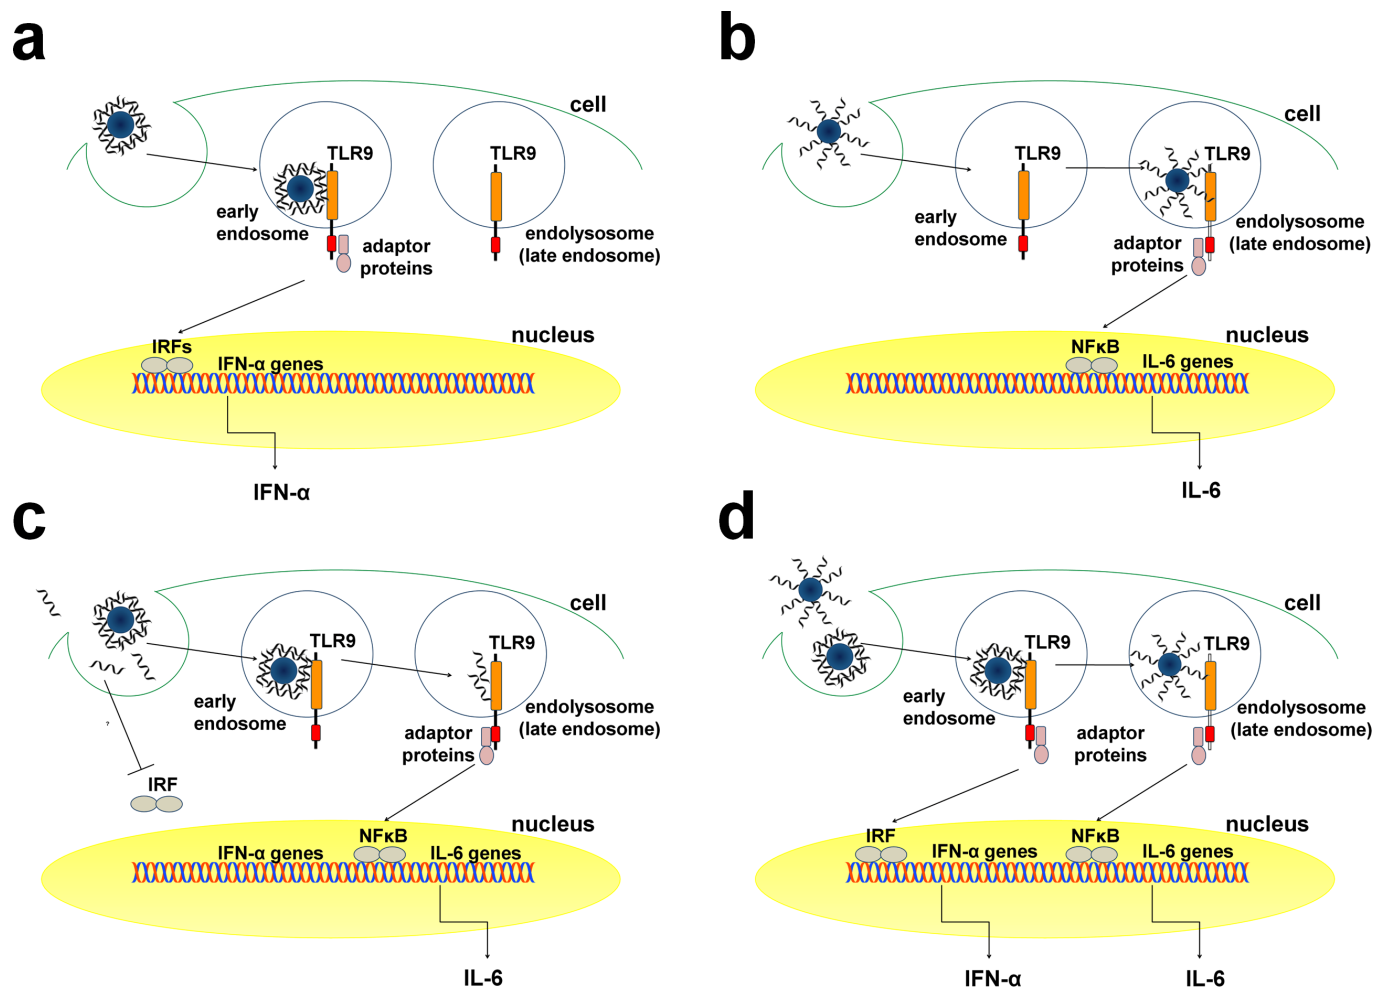 a
cell
TLR9
TLR9
early
endosome
adaptor
proteins
endolysosome
(late endosome)
nucleus
IRFs
IFN-α genes
IFN-α
b
cell
TLR9
TLR9
early
endosome
adaptor
proteins
endolysosome
(late endosome)
nucleus
NFκB
IL-6 genes
IL-6
c
cell
TLR9
TLR9
early
endosome
adaptor
proteins
endolysosome
(late endosome)
?
IRF
nucleus
IFN-α genes
NFκB
IL-6 genes
IL-6
d
cell
TLR9
TLR9
early
endosome
adaptor
proteins
endolysosome
(late endosome)
nucleus
IRF
IFN-α genes
NFκB
IL-6 genes
IFN-α
IL-6